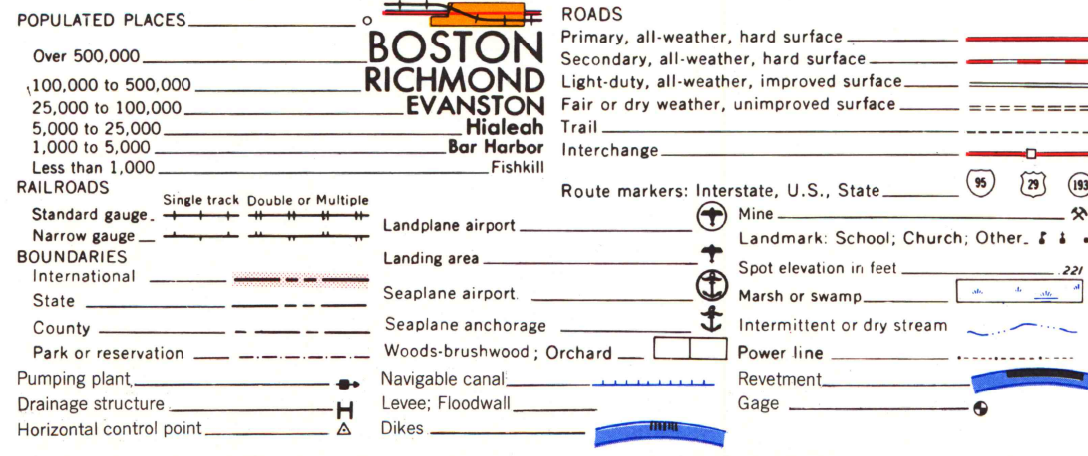 POPULATED PLACES
Over 500,000 BOSTON
100,000 to 500,000 RICHMOND
25,000 to 100,000 EVANSTON
5,000 to 25,000 Hialeah
1,000 to 5,000 Bar Harbor
Less than 1,000 Fishkill
RAILROADS
Single track Double or Multiple
Standard gauge
Narrow gauge
BOUNDARIES
International
State
County
Park or reservation
Pumping plant
Drainage structure
Horizontal control point
Landplane airport
Landing area
Seaplane airport
Seaplane anchorage
Woods-brushwood; Orchard
Navigable canal
Levee; Floodwall
Dikes
ROADS
Primary, all-weather, hard surface
Secondary, all-weather, hard surface
Light-duty, all-weather, improved surface
Fair or dry weather, unimproved surface
Trail
Interchange
Route markers: Interstate, U.S., State 95 29 193
Mine
Landmark: School; Church; Other
Spot elevation in feet .221
Marsh or swamp
Intermittent or dry stream
Power line
Revetment
Gage